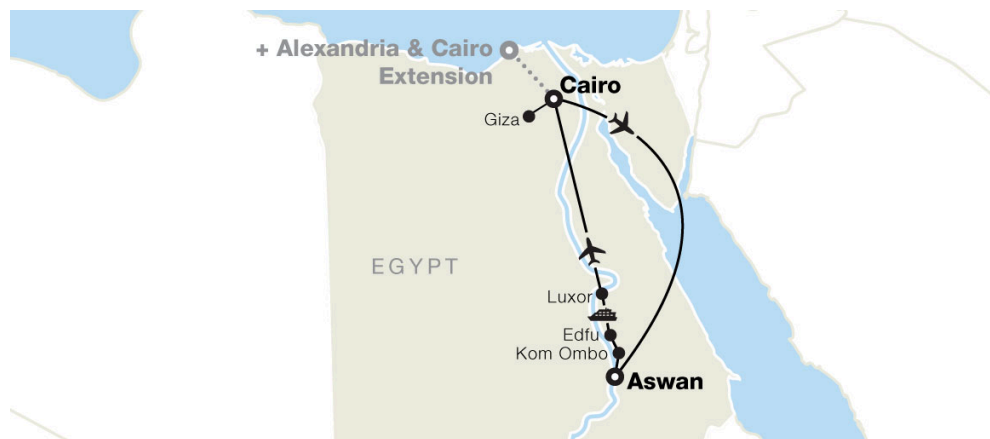 + Alexandria & Cairo
Extension
Cairo
Giza
EGYPT
Luxor
Edfu
Kom Ombo
Aswan